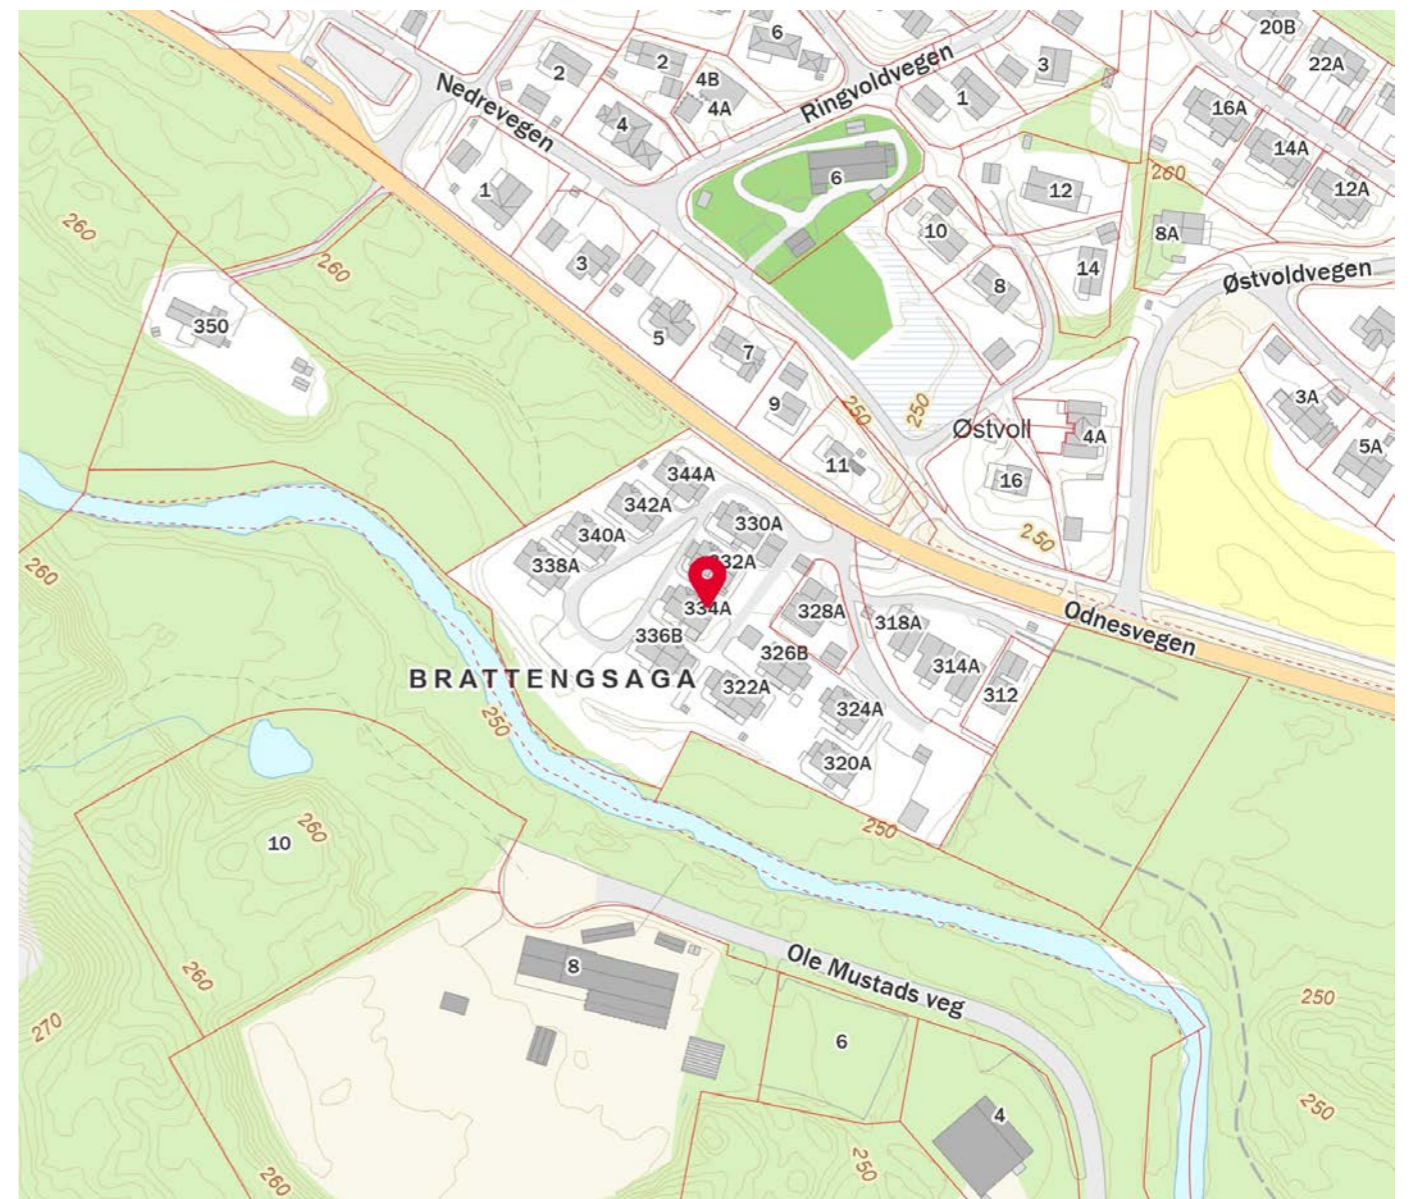 20B
6
22A
2
2
3
4B
Nedrevegen
Ringvoldvegen
1
4A
16A
4
14A
260
6
1
12
12A
260
10
8A
3
260
14
Østvoldvegen
8
350
5
7
3A
9
250
250
Østvoll
4A
5A
11
344A
16
342A
330A
340A
250
338A
332A
260
334A
328A
Odnesvegen
318A
336B
326B
BRATTENGSAGA
314A
322A
312
250
324A
320A
260
250
10
8
Ole Mustads veg
260
250
270
6
250
4
250
260